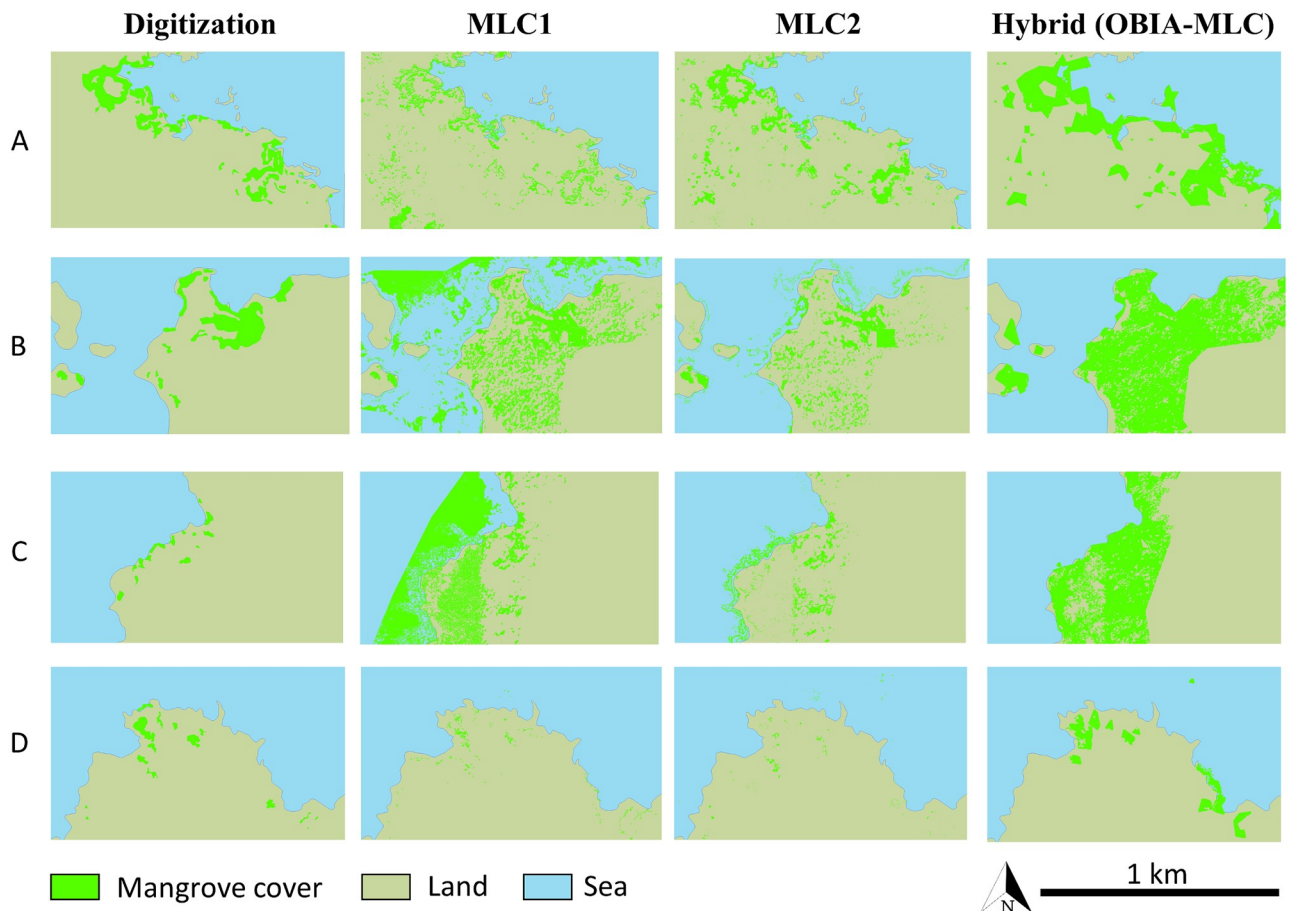 Digitization MLC1 MLC2 Hybrid (OBIA-MLC)
A
B
C
D
Mangrove cover Land Sea
1 km
N